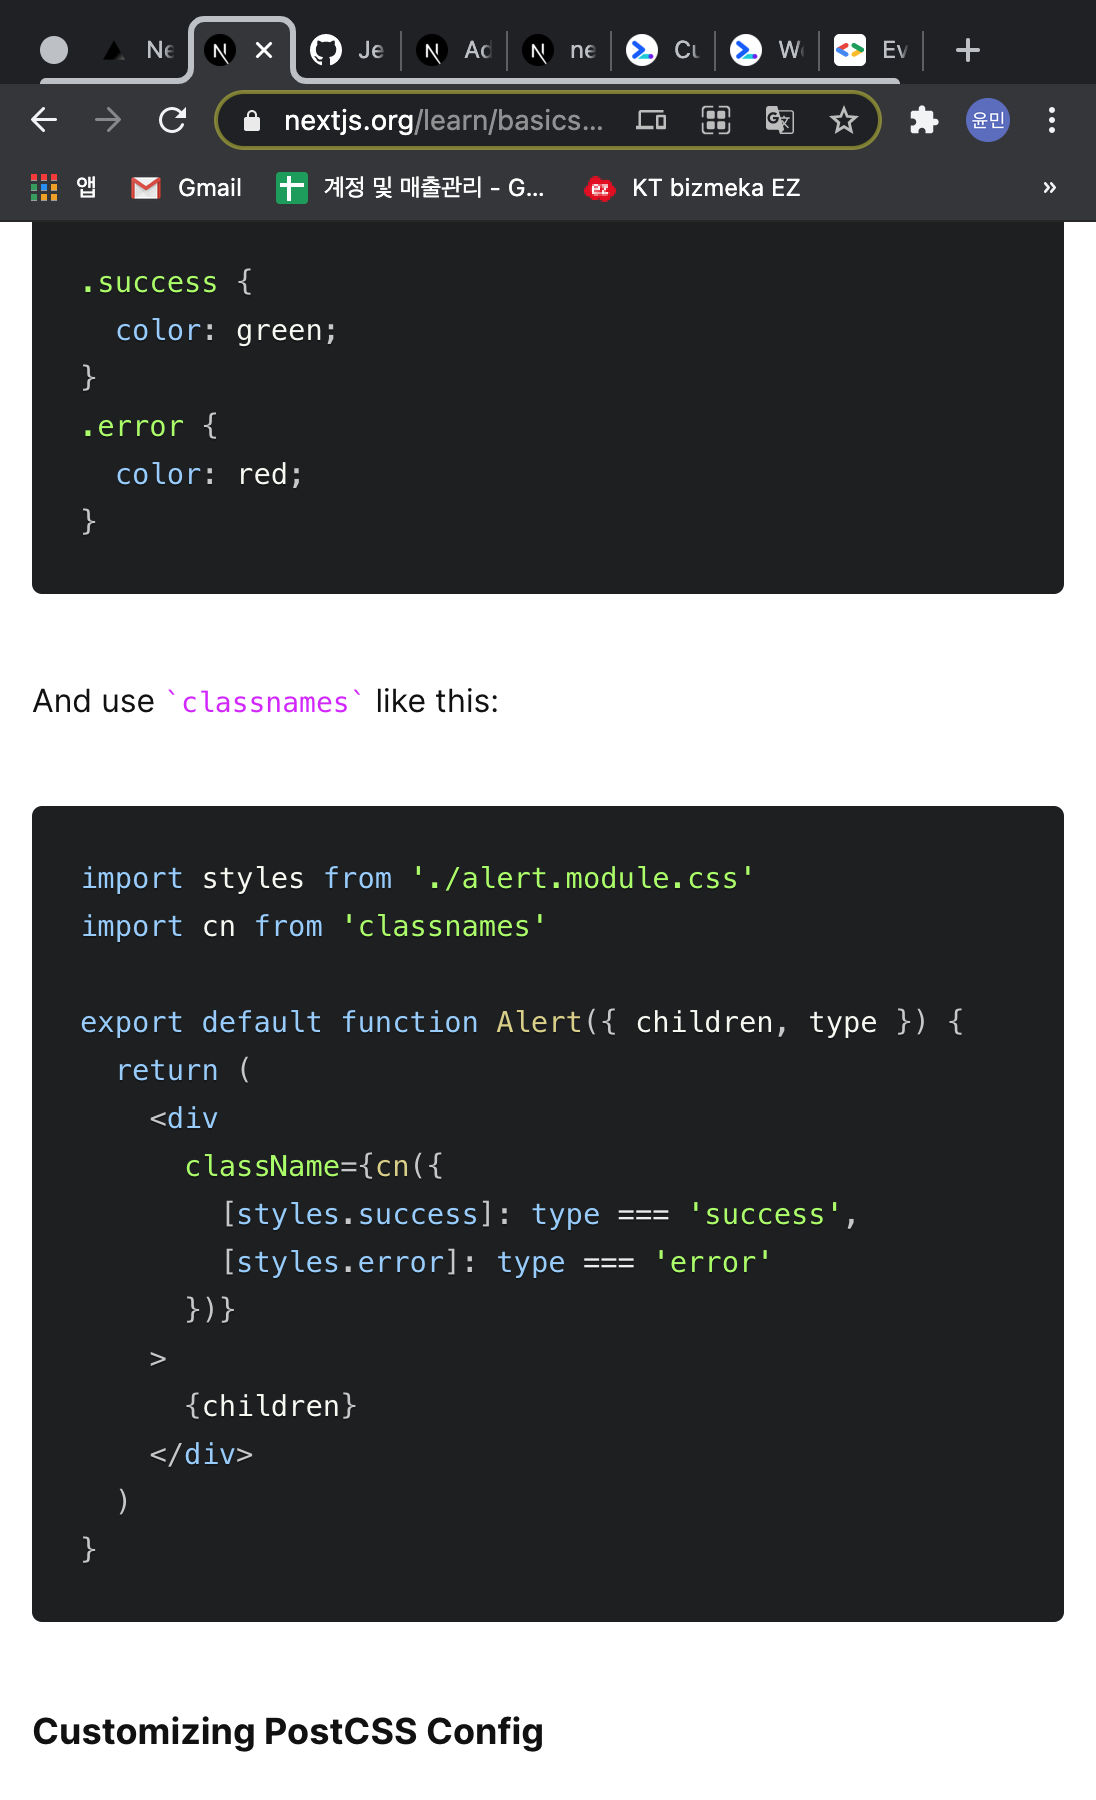 Ne Je Ad ne Cu W Ev
nextjs.org/learn/basics... 윤민
앱 Gmail 계정 및 매출관리 - G... KT bizmeka EZ »
.success {
color: green;
}
.error {
color: red;
}
And use `classnames` like this:
import styles from './alert.module.css'
import cn from 'classnames'
export default function Alert({ children, type }) {
return (
<div
className={cn({
[styles.success]: type === 'success',
[styles.error]: type === 'error'
})}
>
{children}
</div>
)
}
Customizing PostCSS Config